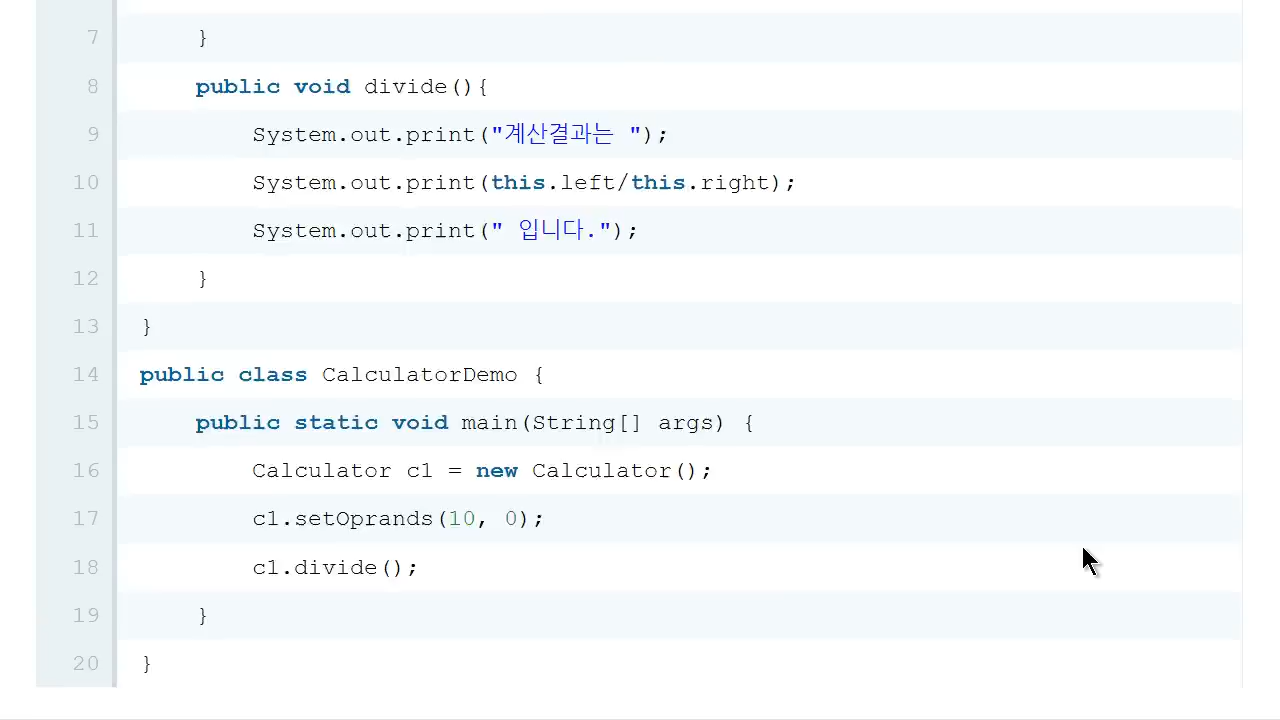 7 }
8 public void divide(){
9 System.out.print("계산결과는 ");
10 System.out.print(this.left/this.right);
11 System.out.print(" 입니다.");
12 }
13 }
14 public class CalculatorDemo {
15 public static void main(String[] args) {
16 Calculator c1 = new Calculator();
17 c1.setOprands(10, 0);
18 c1.divide();
19 }
20 }